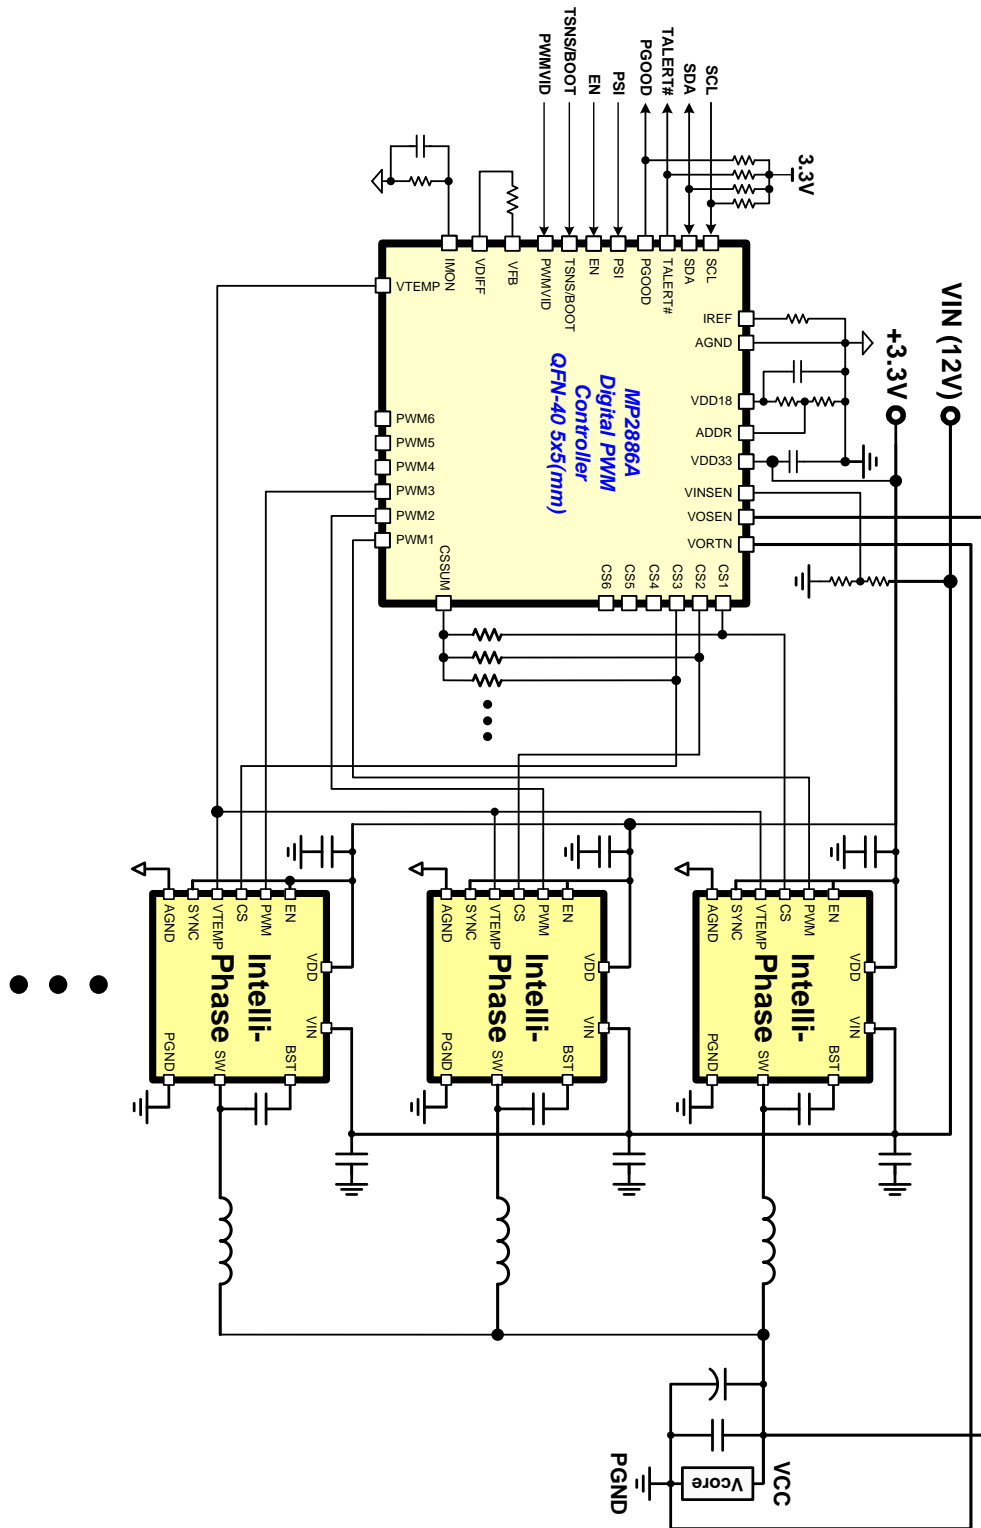 TSNS/BOOT
PWMVID
EN
PSI
PGOOD
TALERT#
SDA
SCL
3.3V
VIN (12V)
+3.3V
IMON
VDIFF
VFB
PWMVID
TSNS/BOOT
EN
PSI
PGOOD
TALERT#
SDA
SCL
VTEMP
PWM6
PWM5
PWM4
PWM3
PWM2
PWM1
MP2886A
Digital PWM
Controller
QFN-40 5x5(mm)
IREF
AGND
VDD18
ADDR
VDD33
VINSEN
VOSEN
VORTN
CSSUM
CS6
CS5
CS4
CS3
CS2
CS1
AGND
SYNC
VTEMP
CS
PWM
EN
VDD
VIN
Intelli-
Phase
PGND
SW
BST
AGND
SYNC
VTEMP
CS
PWM
EN
VDD
VIN
Intelli-
Phase
PGND
SW
BST
AGND
SYNC
VTEMP
CS
PWM
EN
VDD
VIN
Intelli-
Phase
PGND
SW
BST
PGND
Vcore
VCC